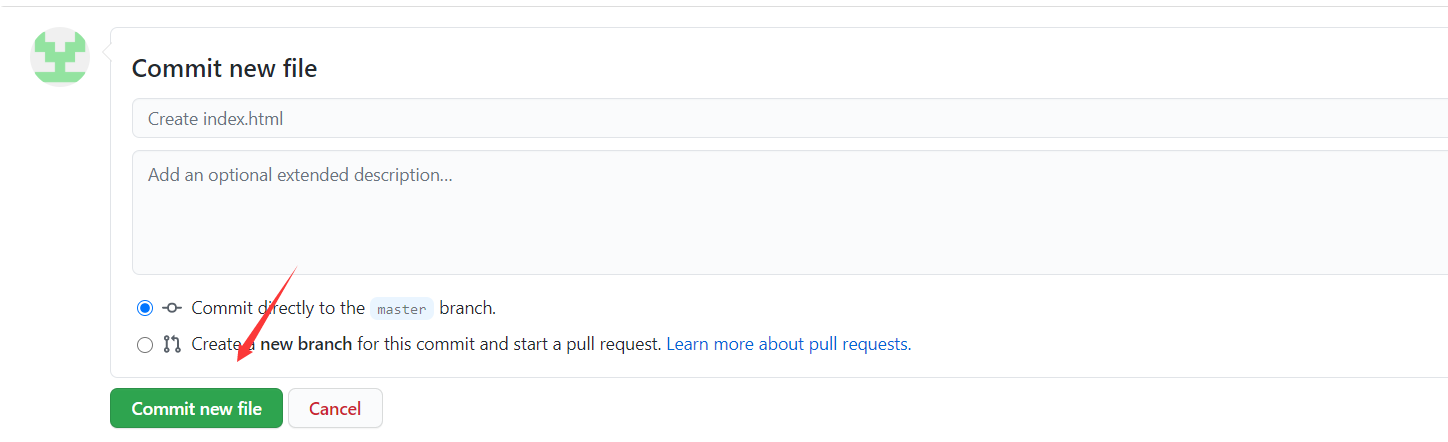 Commit new file
Create index.html
Add an optional extended description...
Commit directly to the master branch.
Create a new branch for this commit and start a pull request. Learn more about pull requests.
Commit new file Cancel